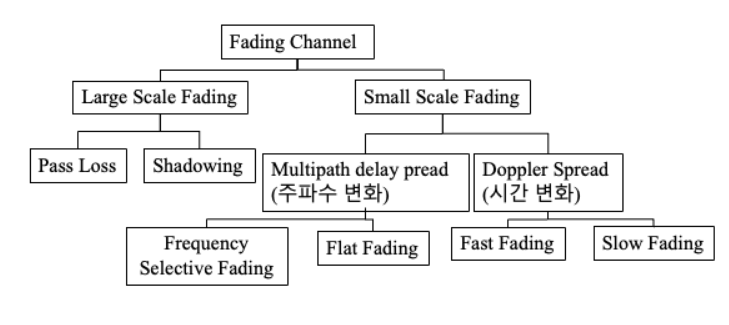 Fading Channel
Large Scale Fading
Small Scale Fading
Pass Loss
Shadowing
Multipath delay pread
(주파수 변화)
Doppler Spread
(시간 변화)
Frequency
Selective Fading
Flat Fading
Fast Fading
Slow Fading